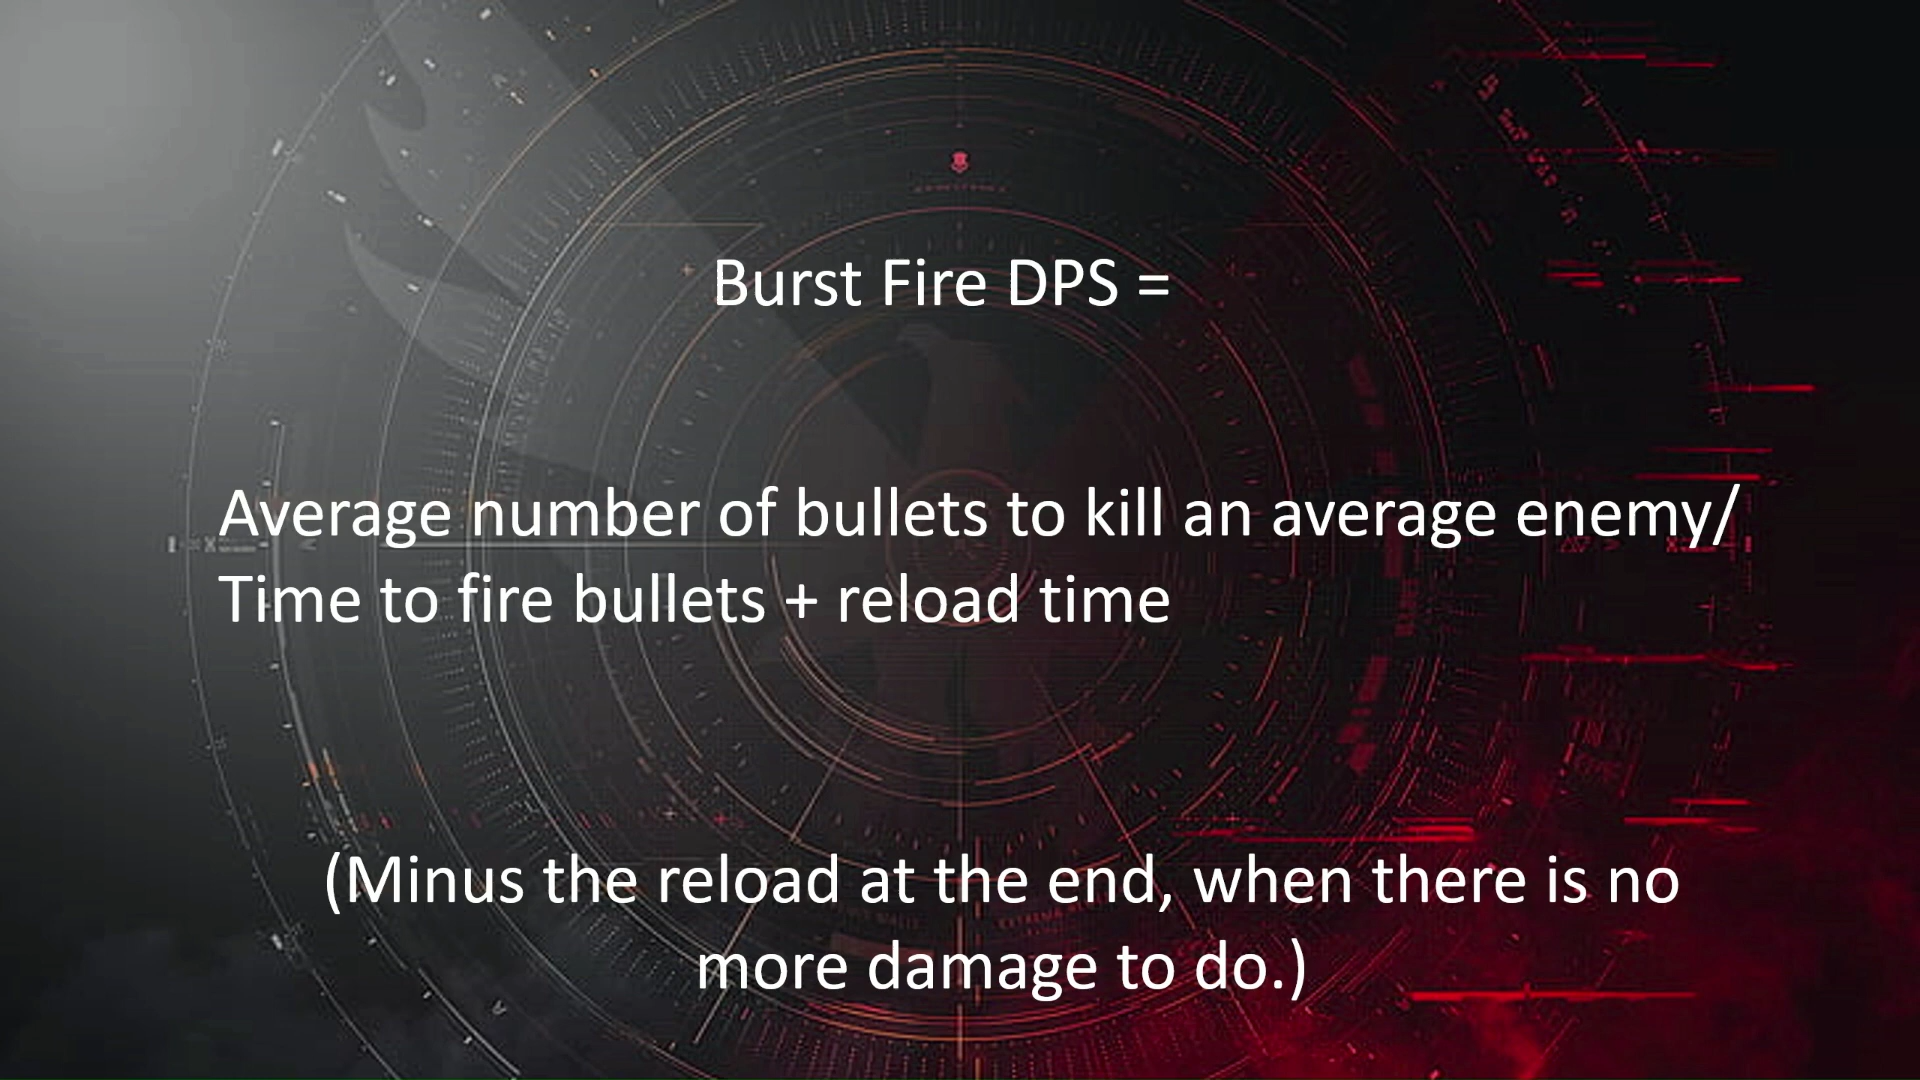 Burst Fire DPS =
Average number of bullets to kill an average enemy/
Time to fire bullets + reload time
(Minus the reload at the end, when there is no
more damage to do.)